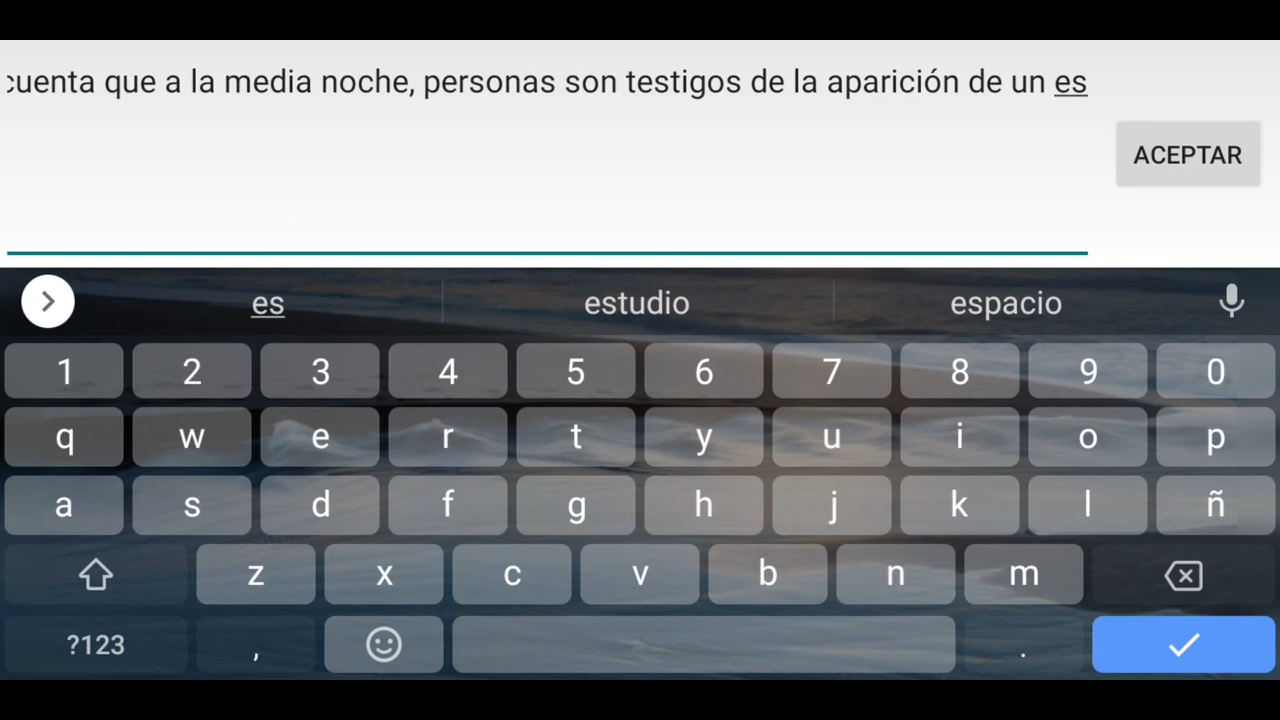 cuenta que a la media noche, personas son testigos de la aparición de un es
ACEPTAR
es estudio espacio
1 2 3 4 5 6 7 8 9 0
q w e r t y u i o p
a s d f g h j k l ñ
z x c v b n m
?123 , .